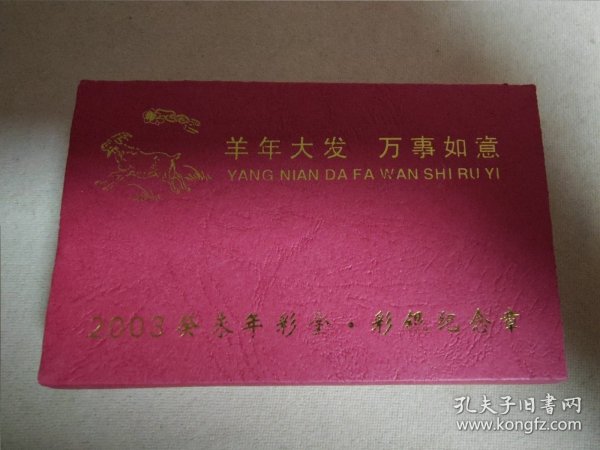 羊年大发 万事如意
YANG NIAN DA FA WAN SHI RU YI
2003癸未年彩金·彩银纪念章
孔夫子旧书网
www.kongfz.com